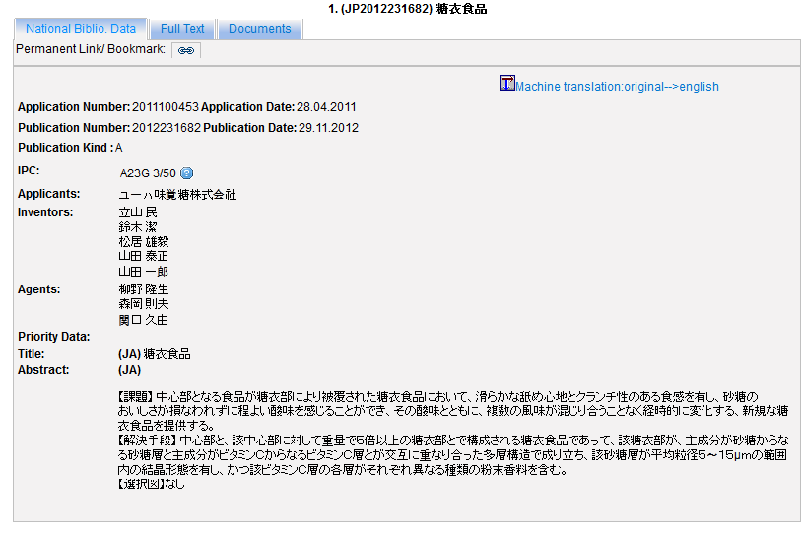 1. (JP2012231682) 糖衣食品
National Biblio. Data Full Text Documents
Permanent Link/ Bookmark:
Machine translation:original-->english
Application Number: 2011100453 Application Date: 28.04.2011
Publication Number: 2012231682 Publication Date: 29.11.2012
Publication Kind : A
IPC: A23G 3/50
Applicants: ユーハ味覚糖株式会社
Inventors: 立山 民
鈴木 潔
松居 雄毅
山田 泰正
山田 一郎
Agents: 柳野 隆生
森岡 則夫
関口 久由
Priority Data:
Title: (JA) 糖衣食品
Abstract: (JA)
【課題】 中心部となる食品が糖衣部により被覆された糖衣食品において、滑らかな舐め心地とクランチ性のある食感を有し、砂糖の
おいしさが損なわれずに程よい酸味を感じることができ、その酸味とともに、複数の風味が混じり合うことなく経時的に変化する、新規な糖
衣食品を提供する。
【解決手段】 中心部と、該中心部に対して重量で5倍以上の糖衣部とで構成される糖衣食品であって、該糖衣部が、主成分が砂糖からな
る砂糖層と主成分がビタミンCからなるビタミンC層とが交互に重なり合った多層構造で成り立ち、該砂糖層が平均粒径5～15μmの範囲
内の結晶形態を有し、かつ該ビタミンC層の各層がそれぞれ異なる種類の粉末香料を含む。
【選択図】なし